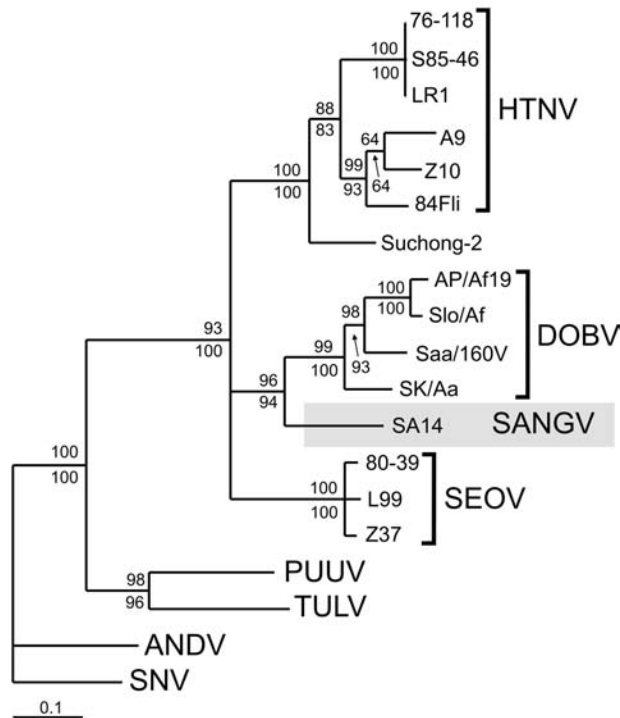 76-118
100
S85-46
100
LR1
HTNV
88
83
64
A9
99
Z10
93
64
84Fli
100
100
Suchong-2
AP/Af19
100
100
Slo/Af
98
DOBV
93
100
99
Saa/160V
100
93
96
SK/Aa
94
SA14 SANGV
80-39
100
100
L99
SEOV
100
Z37
100
98
PUUV
96
TULV
ANDV
SNV
0.1